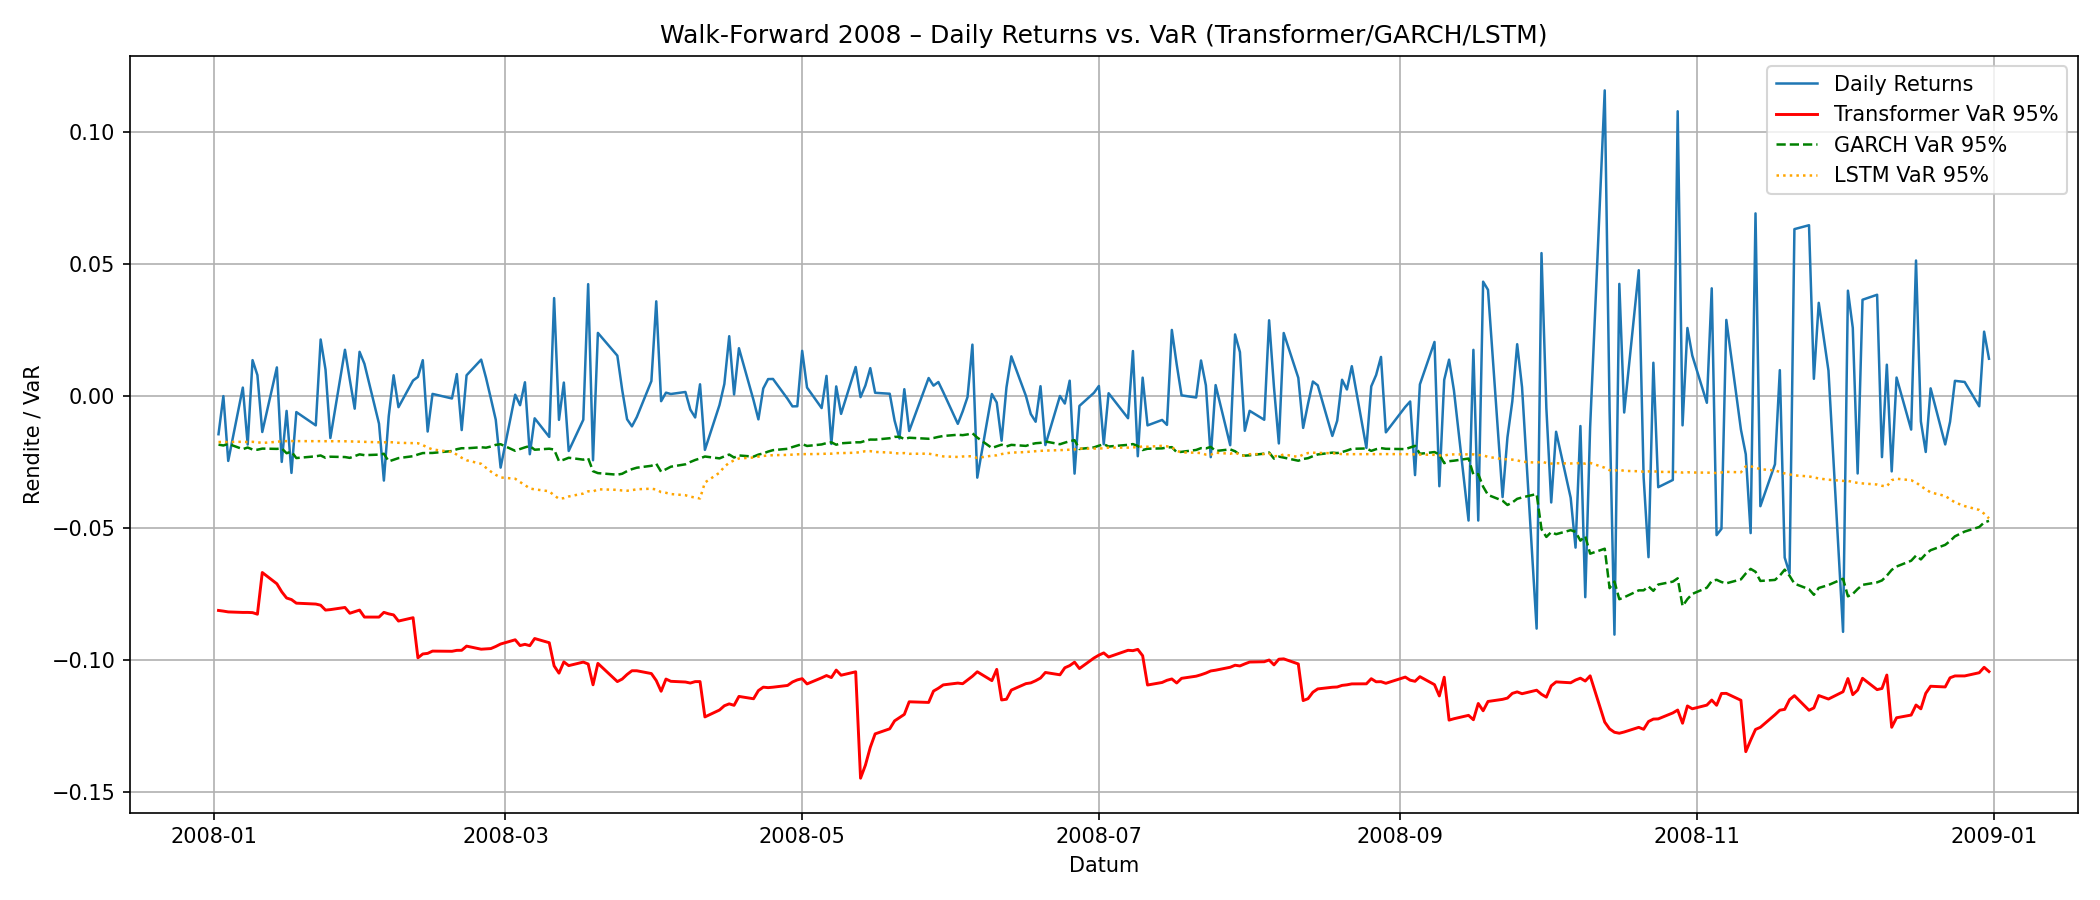 Walk-Forward 2008 – Daily Returns vs. VaR (Transformer/GARCH/LSTM)
Daily Returns
Transformer VaR 95%
GARCH VaR 95%
LSTM VaR 95%
Rendite / VaR
0.10
0.05
0.00
−0.05
−0.10
−0.15
2008-01
2008-03
2008-05
2008-07
2008-09
2008-11
2009-01
Datum